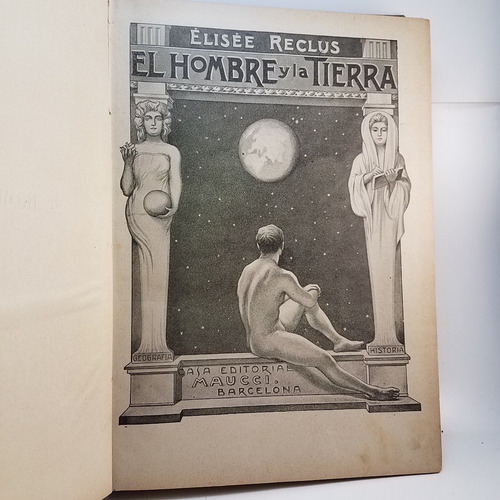 ÉLISÉE RECLUS
EL HOMBRE y la TIERRA
GEOGRAFIA
HISTORIA
CASA EDITORIAL
MAUCCI.
BARCELONA